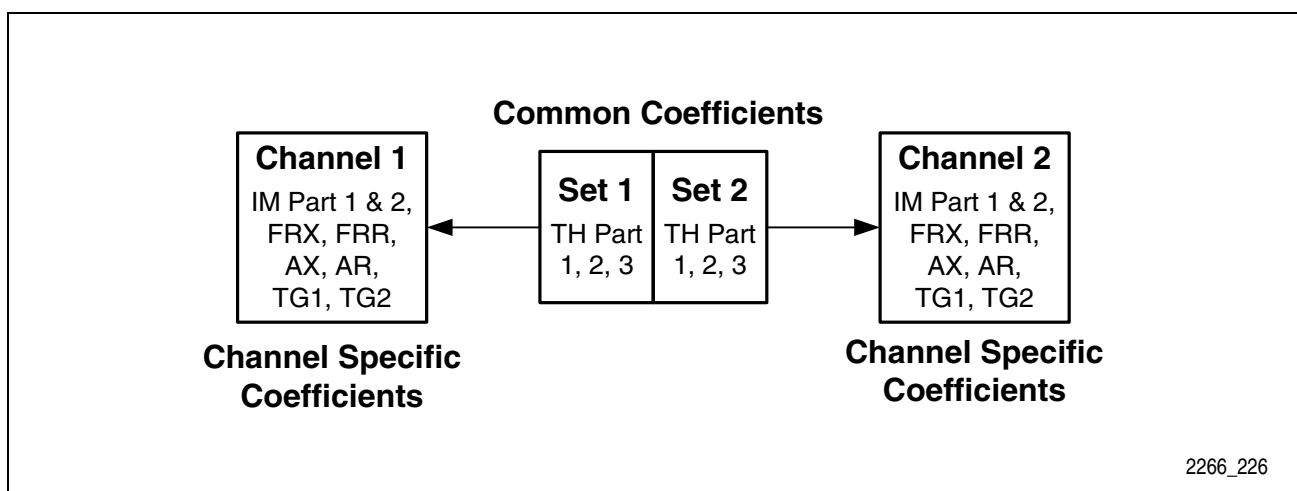 Common Coefficients
Channel 1
IM Part 1 & 2,
FRX, FRR,
AX, AR,
TG1, TG2
Channel Specific
Coefficients
Set 1
TH Part
1, 2, 3
Set 2
TH Part
1, 2, 3
Channel 2
IM Part 1 & 2,
FRX, FRR,
AX, AR,
TG1, TG2
Channel Specific
Coefficients
2266_226